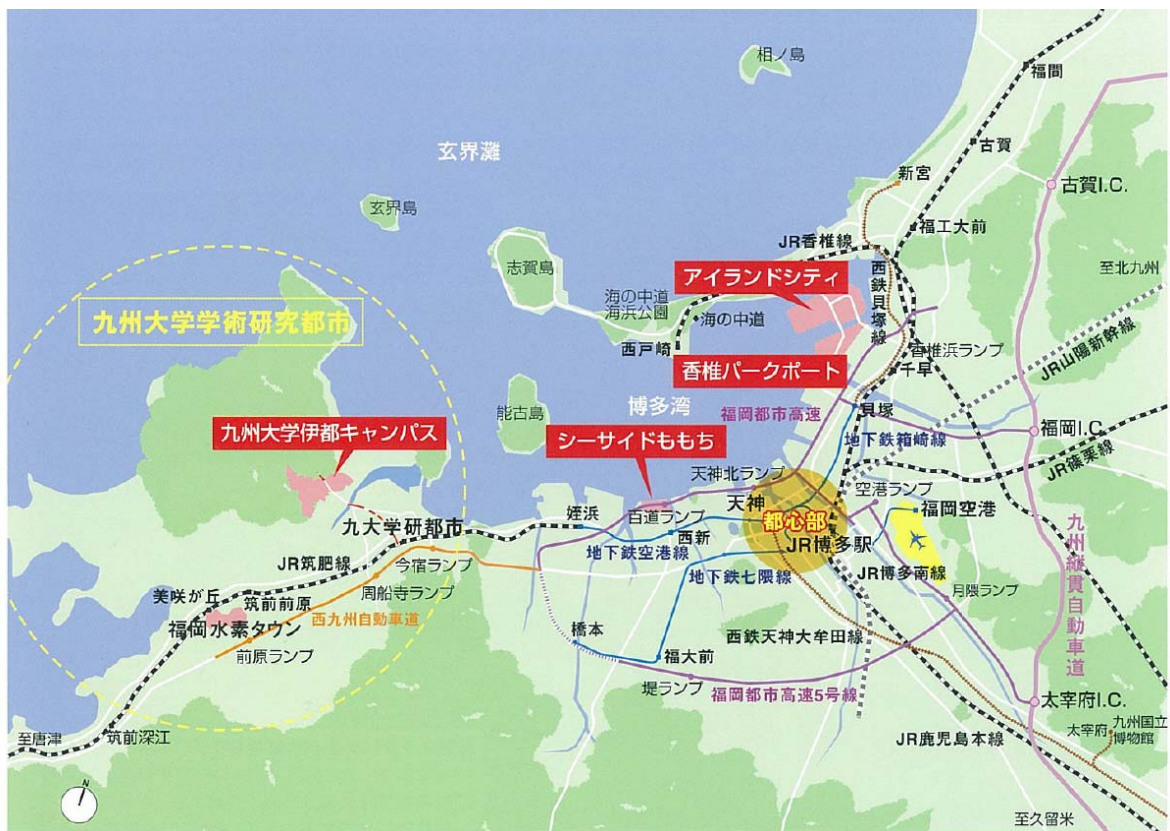 相ノ島
福間
玄界灘
古賀
新宮
古賀I.C.
玄界島
福工大前
JR香椎線
志賀島
アイランドシティ
西鉄貝塚線
至北九州
海の中道
海浜公園
九州大学学術研究都市
海の中道
西戸崎
香椎浜ランプ
JR山陽新幹線
香椎パークポート
千早
能古島
博多湾
福岡都市高速
貝塚
九州大学伊都キャンパス
シーサイドももち
地下鉄箱崎線
福岡I.C.
JR篠栗線
天神北ランプ
空港ランプ
天神
福岡空港
姪浜
百道ランプ
都心部
九大学研都市
西新
JR博多駅
地下鉄空港線
JR筑肥線
今宿ランプ
地下鉄七隈線
JR博多南線
周船寺ランプ
月隈ランプ
美咲が丘
筑前前原
西九州自動車道
福岡水素タウン
橋本
西鉄天神大牟田線
九州縦貫自動車道
前原ランプ
福大前
堤ランプ
福岡都市高速5号線
太宰府I.C.
九州国立
博物館
太宰府
至唐津
筑前深江
JR鹿児島本線
N
至久留米